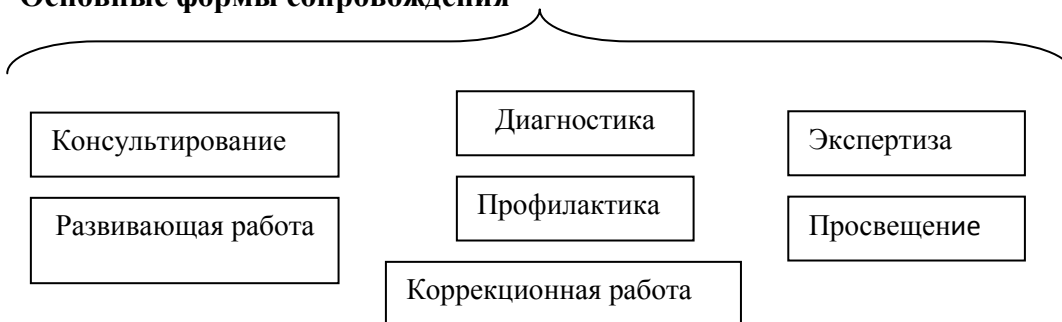 Основные формы сопровождения
Консультирование
Диагностика
Экспертиза
Развивающая работа
Профилактика
Просвещение
Коррекционная работа